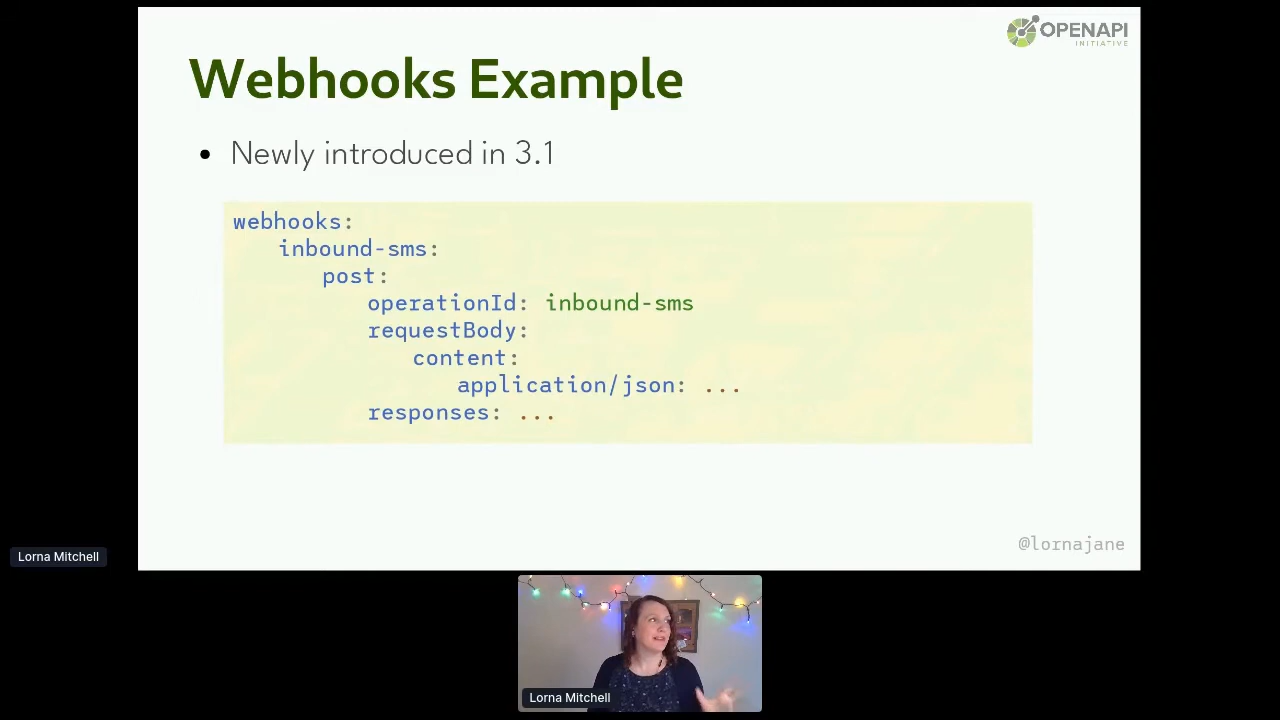 OPENAPI
INITIATIVE
Webhooks Example
• Newly introduced in 3.1
webhooks:
inbound-sms:
post:
operationId: inbound-sms
requestBody:
content:
application/json: ...
responses: ...
@lornajane
Lorna Mitchell
Lorna Mitchell